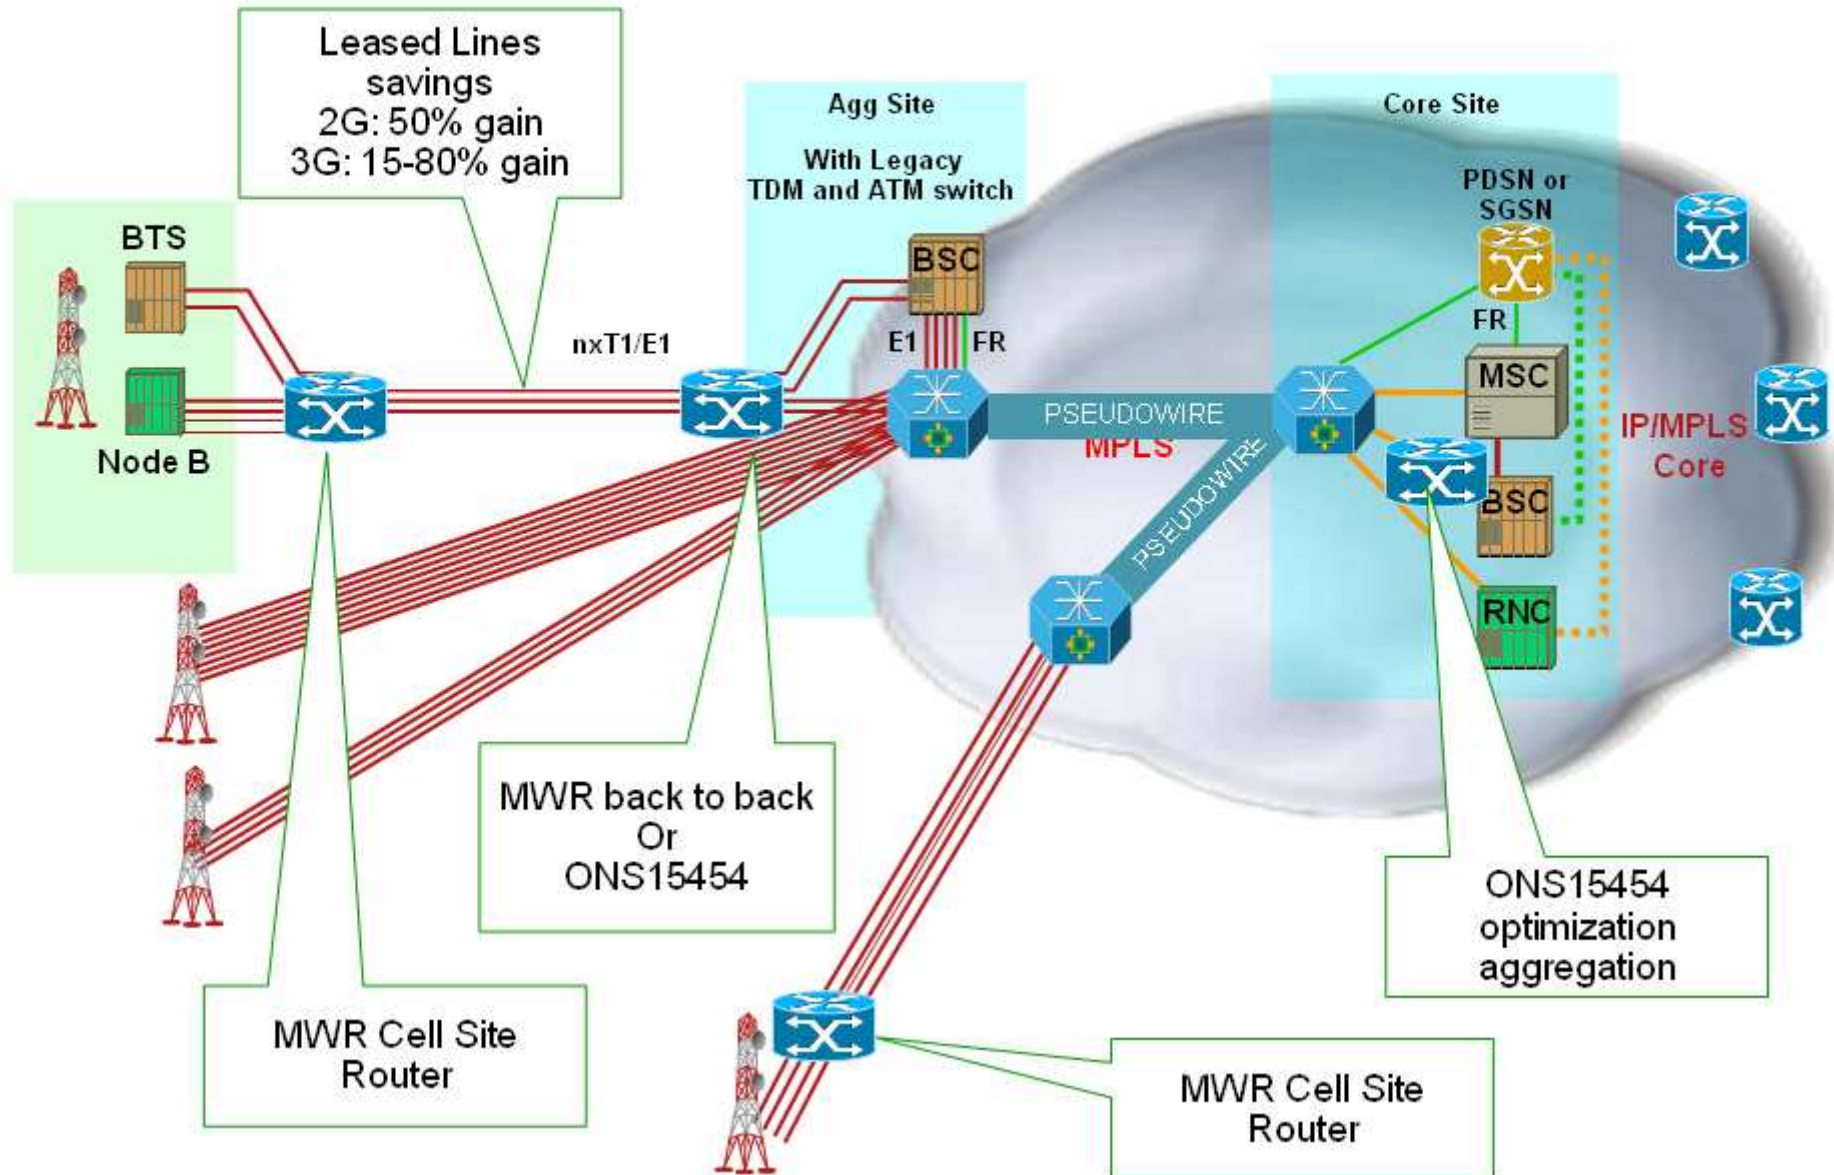 Leased Lines
savings
2G: 50% gain
3G: 15-80% gain
Agg Site
With Legacy
TDM and ATM switch
Core Site
PDSN or
SGSN
BTS
BSC
nxT1/E1
E1
FR
FR
MSC
PSEUDOWIRE
MPLS
IP/MPLS
Core
Node B
PSEUDOWIRE
BSC
RNC
MWR back to back
Or
ONS15454
ONS15454
optimization
aggregation
MWR Cell Site
Router
MWR Cell Site
Router